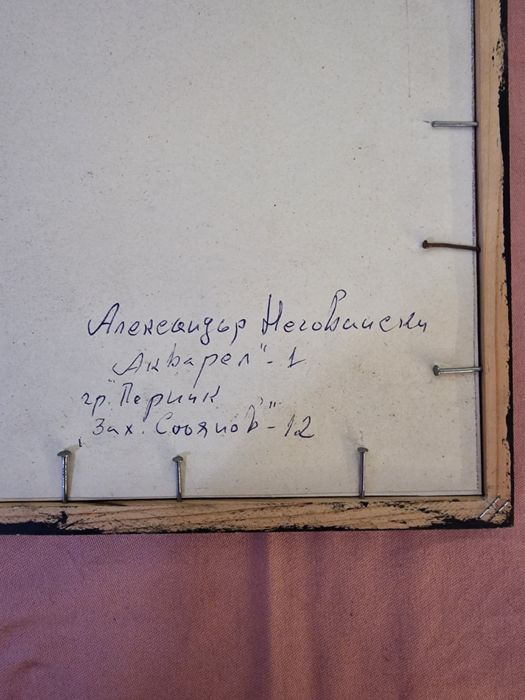 Александър Неговански
"Акварел"-1
гр. "Перник
"Зах. Стоянов"-12